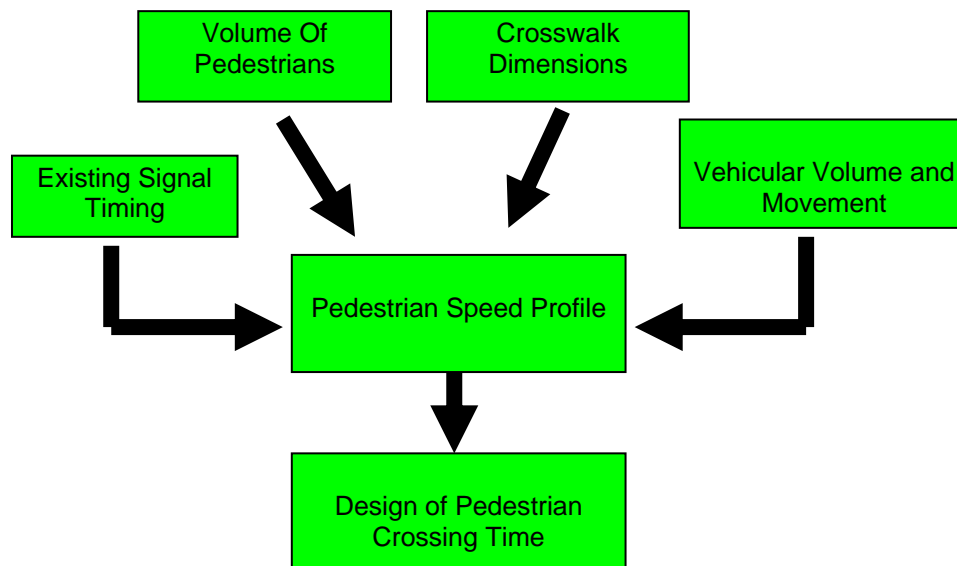 Volume Of
Pedestrians
Crosswalk
Dimensions
Existing Signal
Timing
Vehicular Volume and
Movement
Pedestrian Speed Profile
Design of Pedestrian
Crossing Time